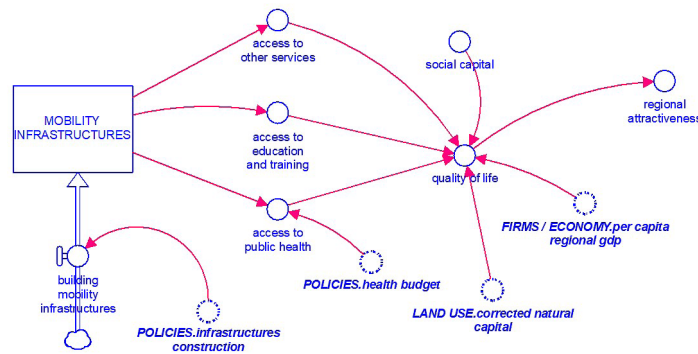 access to
other services
social capital
regional
attractiveness
MOBILITY
INFRASTRUCTURES
access to
education
and training
quality of life
access to
public health
FIRMS / ECONOMY.per capita
regional gdp
building
mobility
infrastructures
POLICIES.health budget
LAND USE.corrected natural
capital
POLICIES.infrastructures
construction